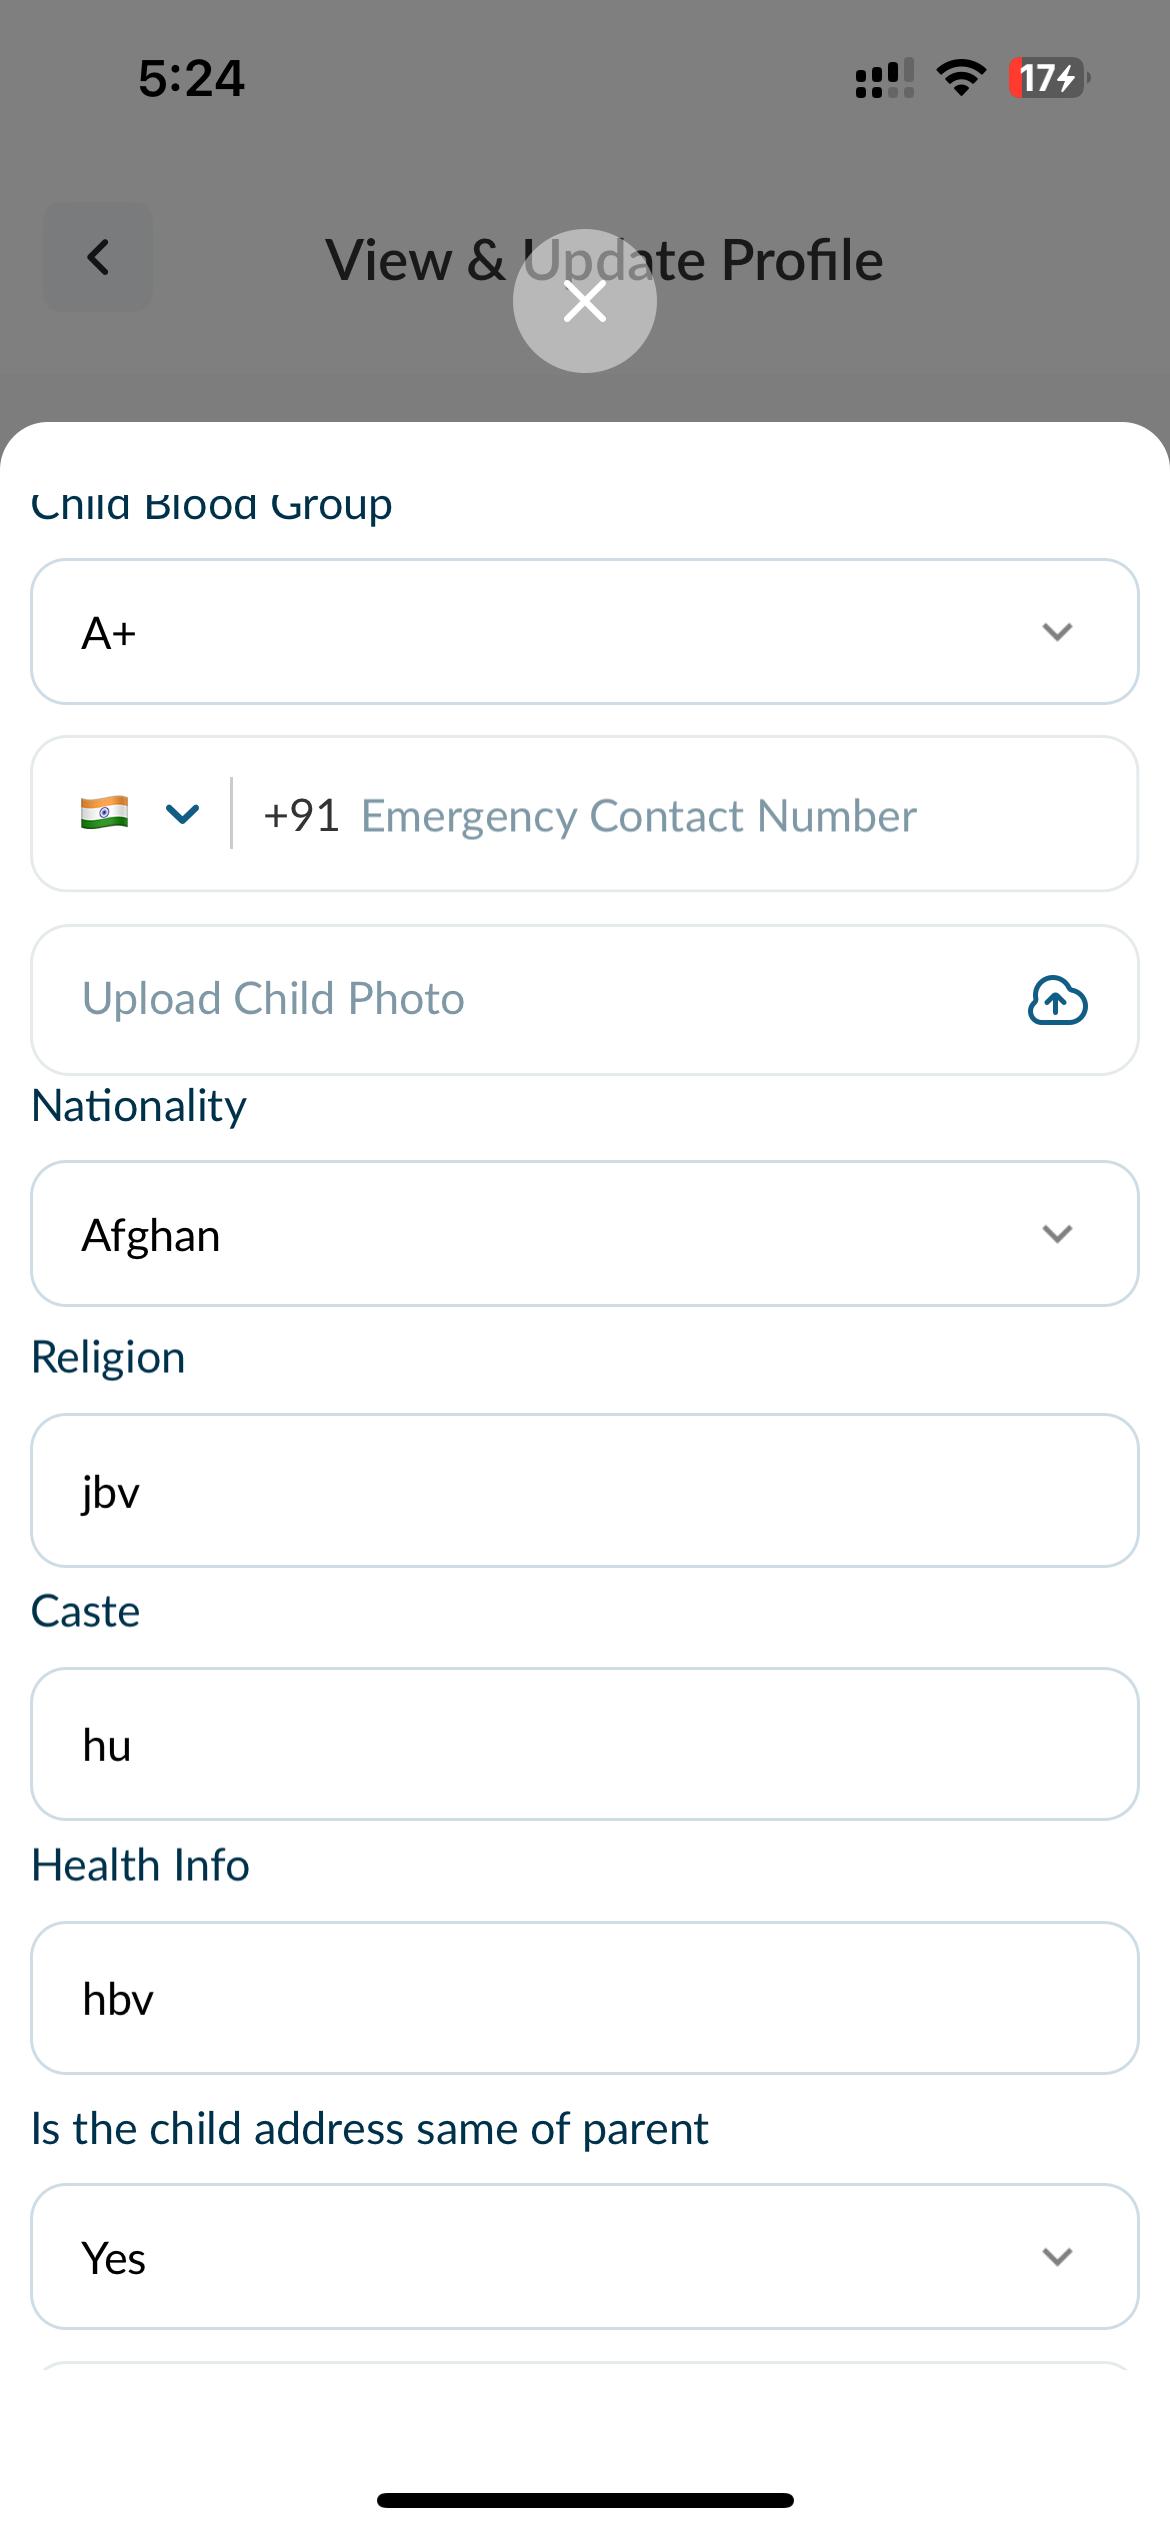 5:24
17
View & Update Profile
Child Blood Group
A+
+91 Emergency Contact Number
Upload Child Photo
Nationality
Afghan
Religion
jbv
Caste
hu
Health Info
hbv
Is the child address same of parent
Yes